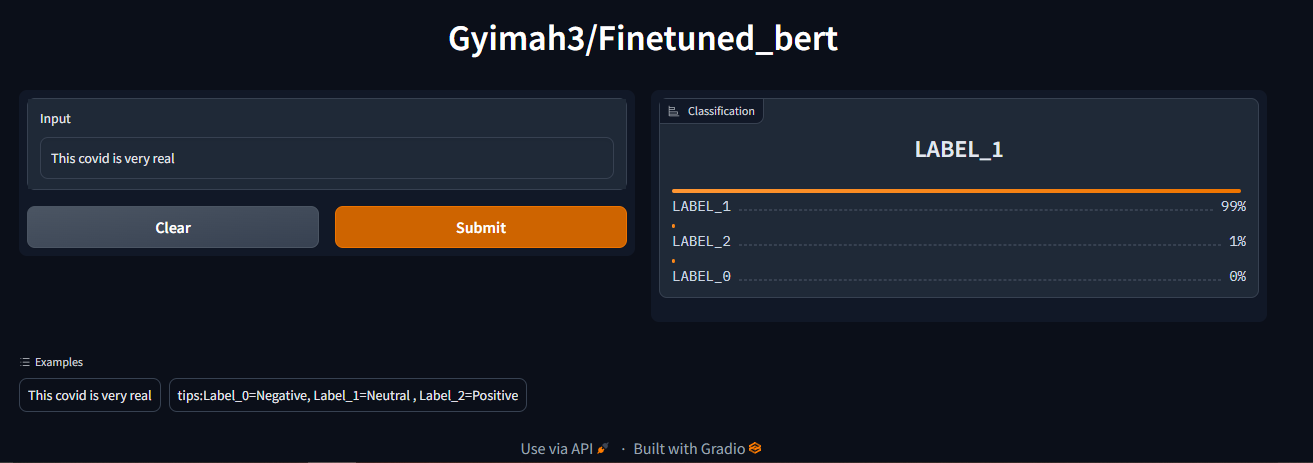 Gyimah3/Finetuned_bert
Input
This covid is very real
Clear
Submit
Classification
LABEL_1
LABEL_1 99%
LABEL_2 1%
LABEL_0 0%
Examples
This covid is very real
tips:Label_0=Negative, Label_1=Neutral , Label_2=Positive
Use via API · Built with Gradio